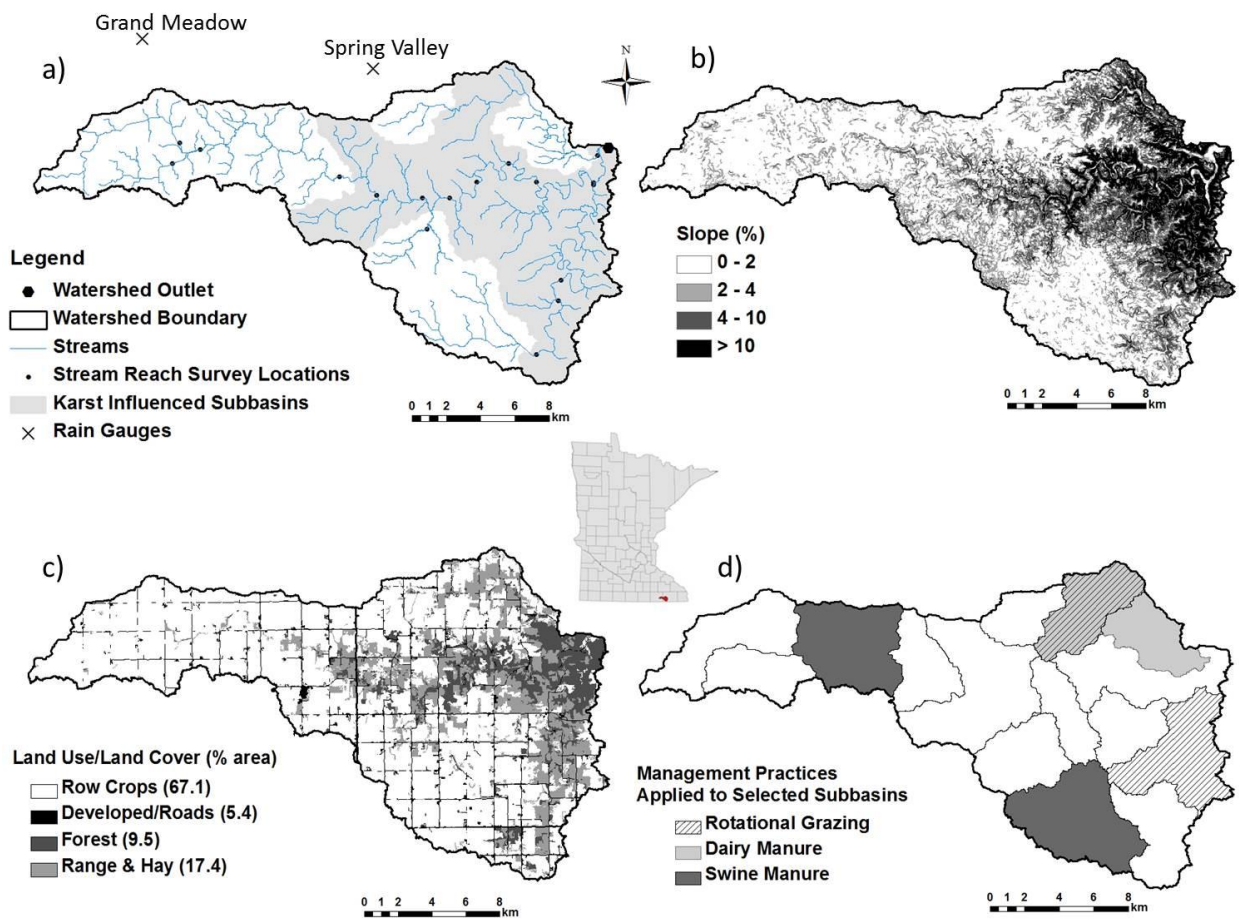 Grand Meadow
Spring Valley
N
a)
Legend
Watershed Outlet
Watershed Boundary
Streams
Stream Reach Survey Locations
Karst Influenced Subbasins
Rain Gauges
0 1 2 4 6 8
km
b)
Slope (%)
0 - 2
2 - 4
4 - 10
> 10
0 1 2 4 6 8
km
c)
Land Use/Land Cover (% area)
Row Crops (67.1)
Developed/Roads (5.4)
Forest (9.5)
Range & Hay (17.4)
0 1 2 4 6 8
km
d)
Management Practices
Applied to Selected Subbasins
Rotational Grazing
Dairy Manure
Swine Manure
0 1 2 4 6 8
km